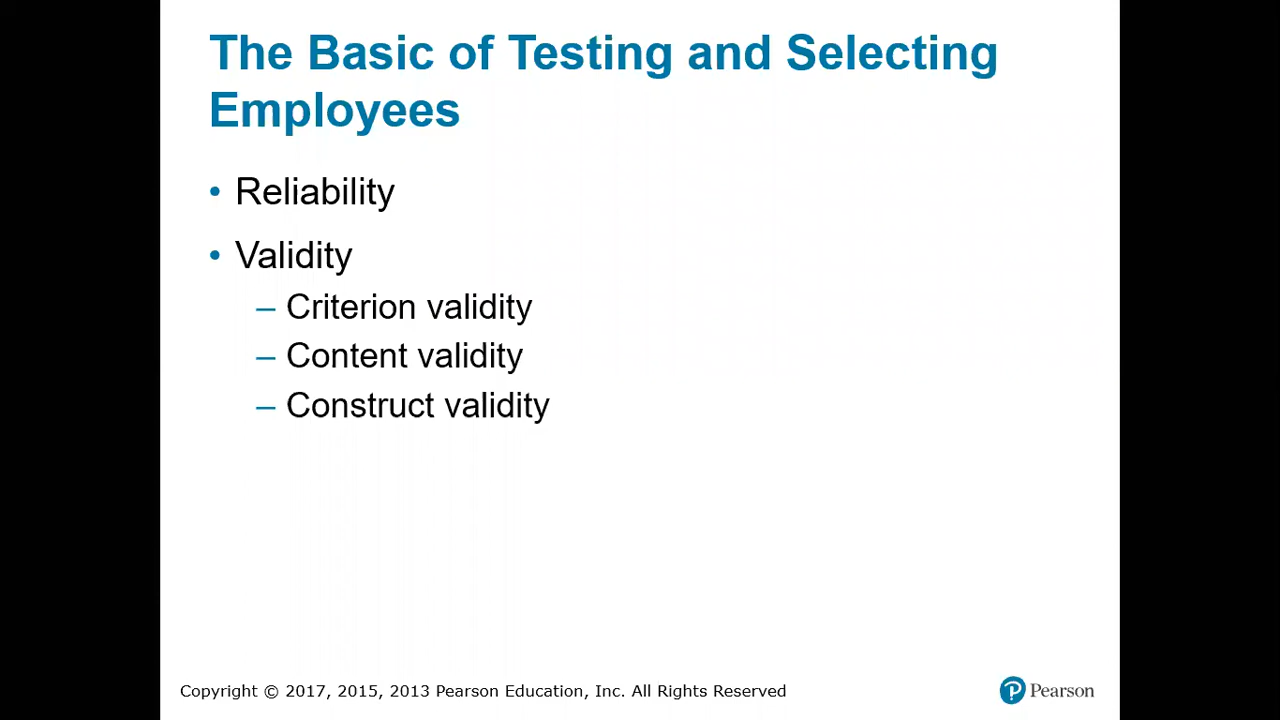 The Basic of Testing and Selecting
Employees
• Reliability
• Validity
– Criterion validity
– Content validity
– Construct validity
Copyright © 2017, 2015, 2013 Pearson Education, Inc. All Rights Reserved
P Pearson